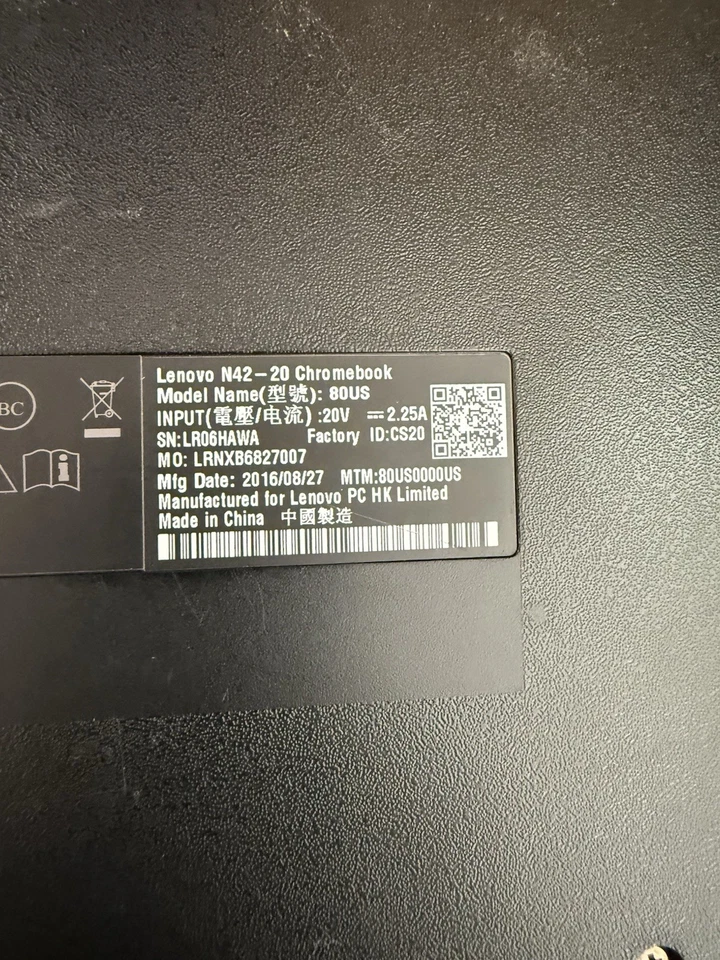 BC
Lenovo N42-20 Chromebook
Model Name(型號): 80US
INPUT(電壓/电流) :20V ⎓ 2.25A
SN:LR06HAWA Factory ID:CS20
MO: LRNXB6827007
Mfg Date: 2016/08/27 MTM:80US0000US
Manufactured for Lenovo PC HK Limited
Made in China 中國製造